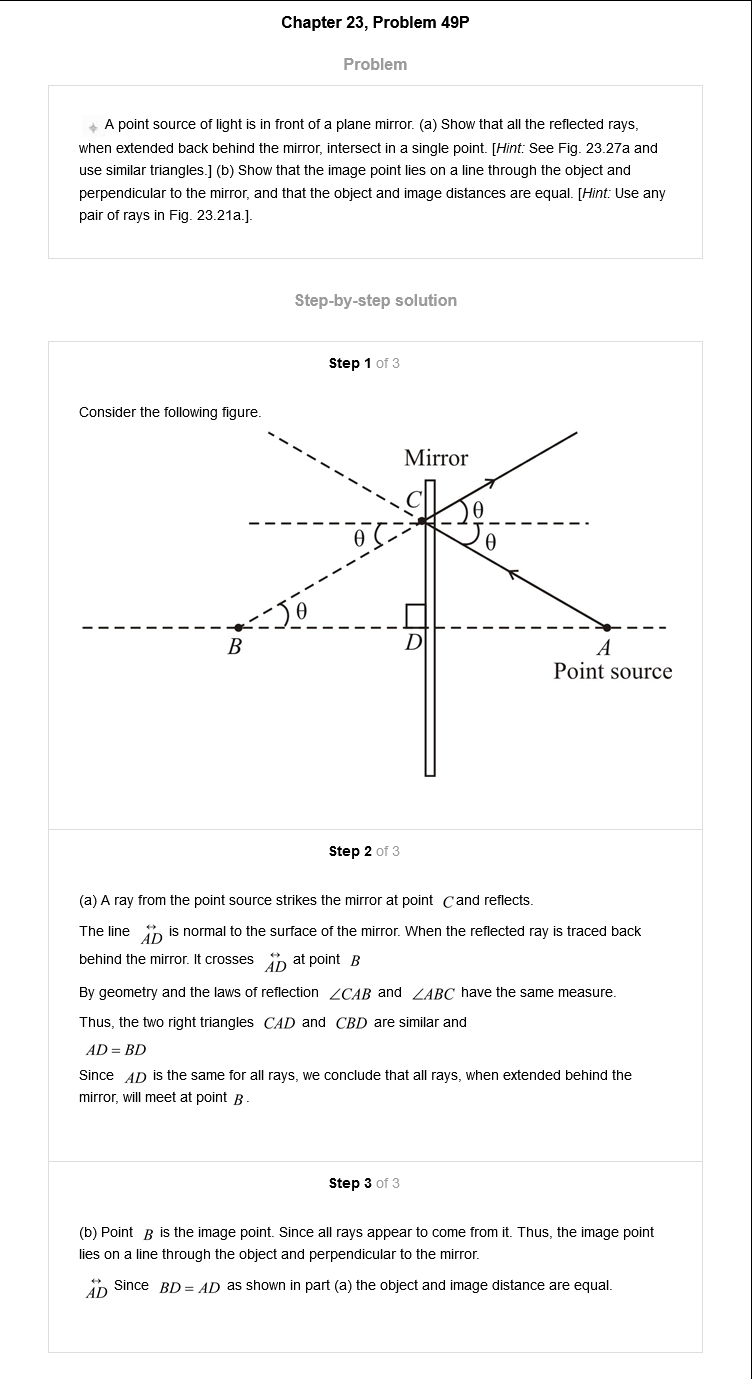 Chapter 23, Problem 49P
Problem
A point source of light is in front of a plane mirror. (a) Show that all the reflected rays,
when extended back behind the mirror, intersect in a single point. [Hint: See Fig. 23.27a and
use similar triangles.] (b) Show that the image point lies on a line through the object and
perpendicular to the mirror, and that the object and image distances are equal. [Hint: Use any
pair of rays in Fig. 23.21a.].
Step-by-step solution
Step 1 of 3
Consider the following figure.
Mirror
C
θ
θ
θ
θ
B
D
A
Point source
Step 2 of 3
(a) A ray from the point source strikes the mirror at point C and reflects.
The line \overleftrightarrow{AD} is normal to the surface of the mirror. When the reflected ray is traced back
behind the mirror. It crosses \overleftrightarrow{AD} at point B
By geometry and the laws of reflection ∠CAB and ∠ABC have the same measure.
Thus, the two right triangles CAD and CBD are similar and
AD = BD
Since AD is the same for all rays, we conclude that all rays, when extended behind the
mirror, will meet at point B.
Step 3 of 3
(b) Point B is the image point. Since all rays appear to come from it. Thus, the image point
lies on a line through the object and perpendicular to the mirror.
\overleftrightarrow{AD} Since BD = AD as shown in part (a) the object and image distance are equal.